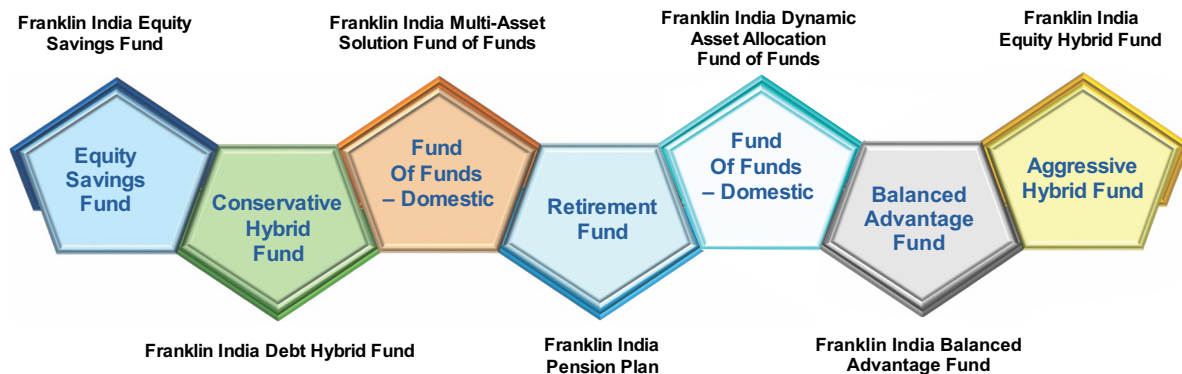 Franklin India Equity
Savings Fund
Franklin India Multi-Asset
Solution Fund of Funds
Franklin India Dynamic
Asset Allocation
Fund of Funds
Franklin India
Equity Hybrid Fund
Equity
Savings
Fund
Conservative
Hybrid
Fund
Fund
Of Funds
– Domestic
Retirement
Fund
Fund
Of Funds
– Domestic
Balanced
Advantage
Fund
Aggressive
Hybrid Fund
Franklin India Debt Hybrid Fund
Franklin India
Pension Plan
Franklin India Balanced
Advantage Fund